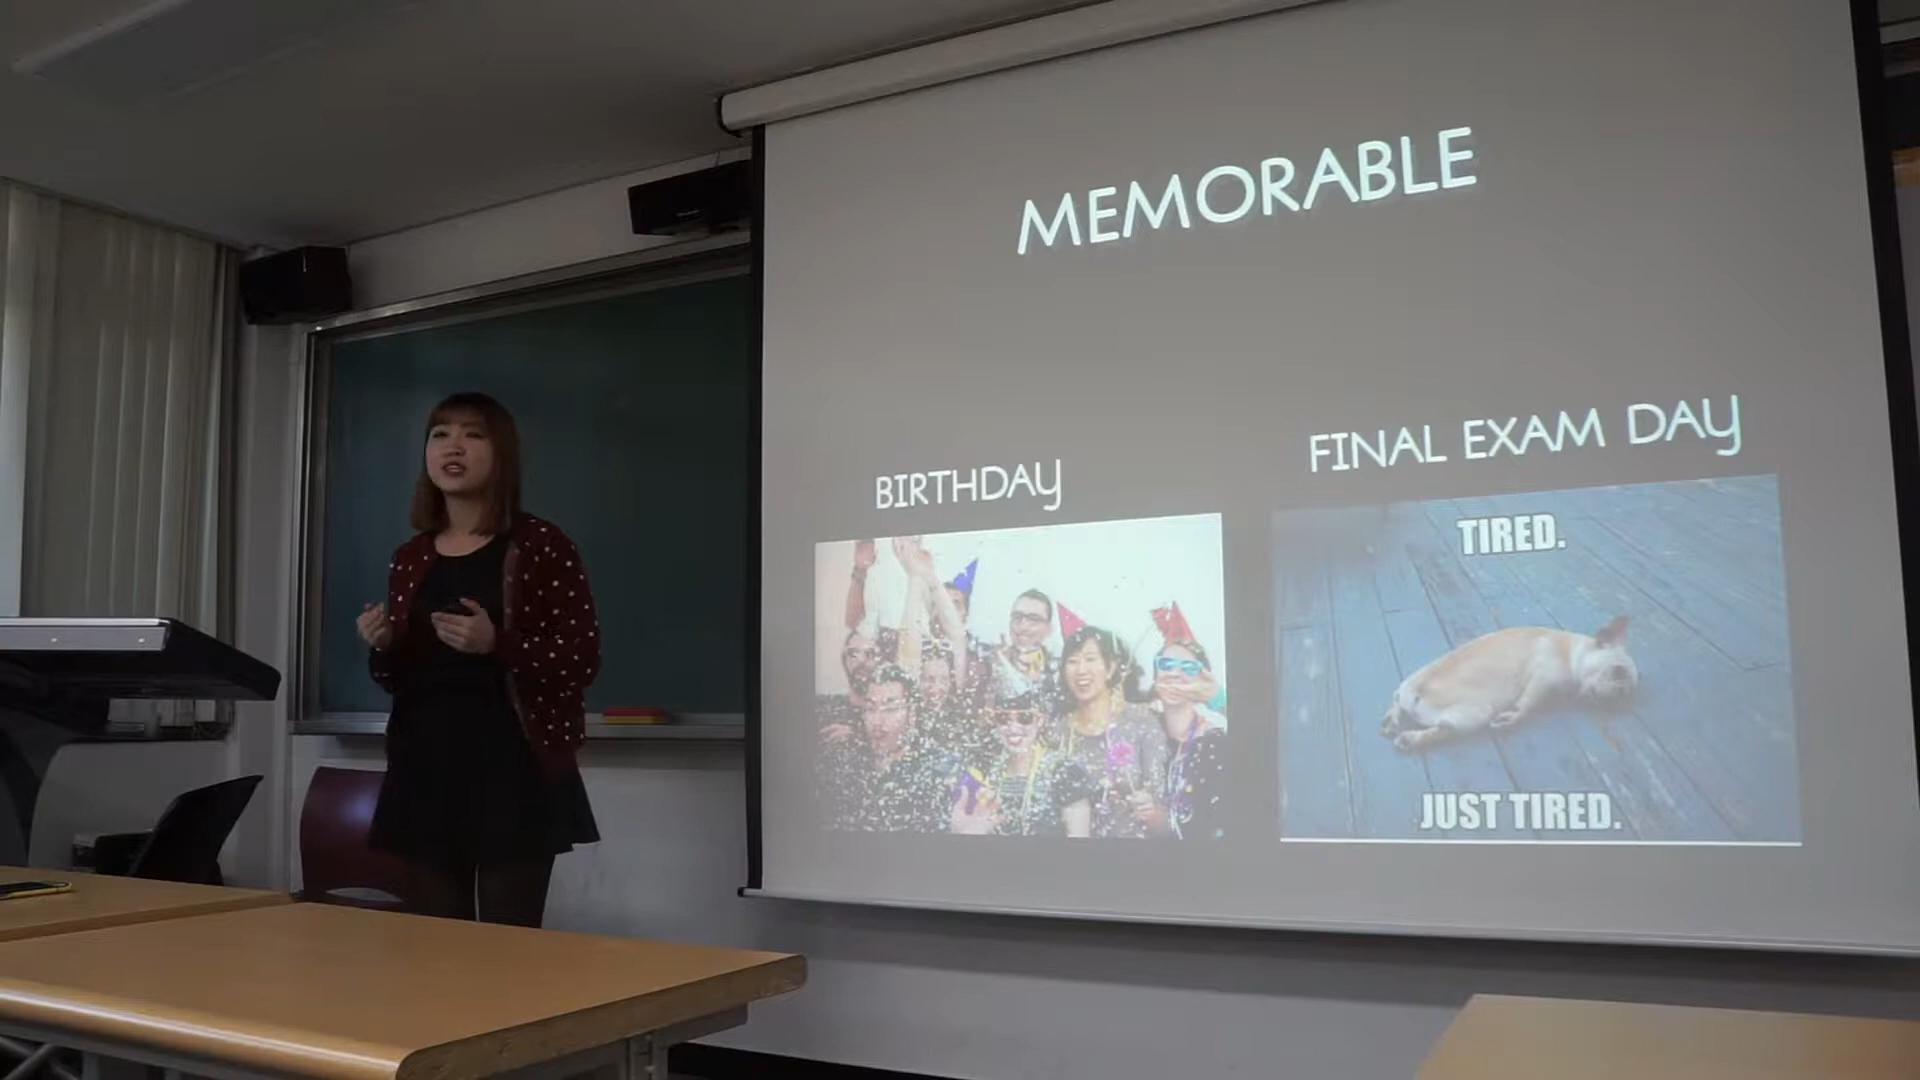 MEMORABLE
BIRTHDAY
FINAL EXAM DAY
TIRED.
JUST TIRED.